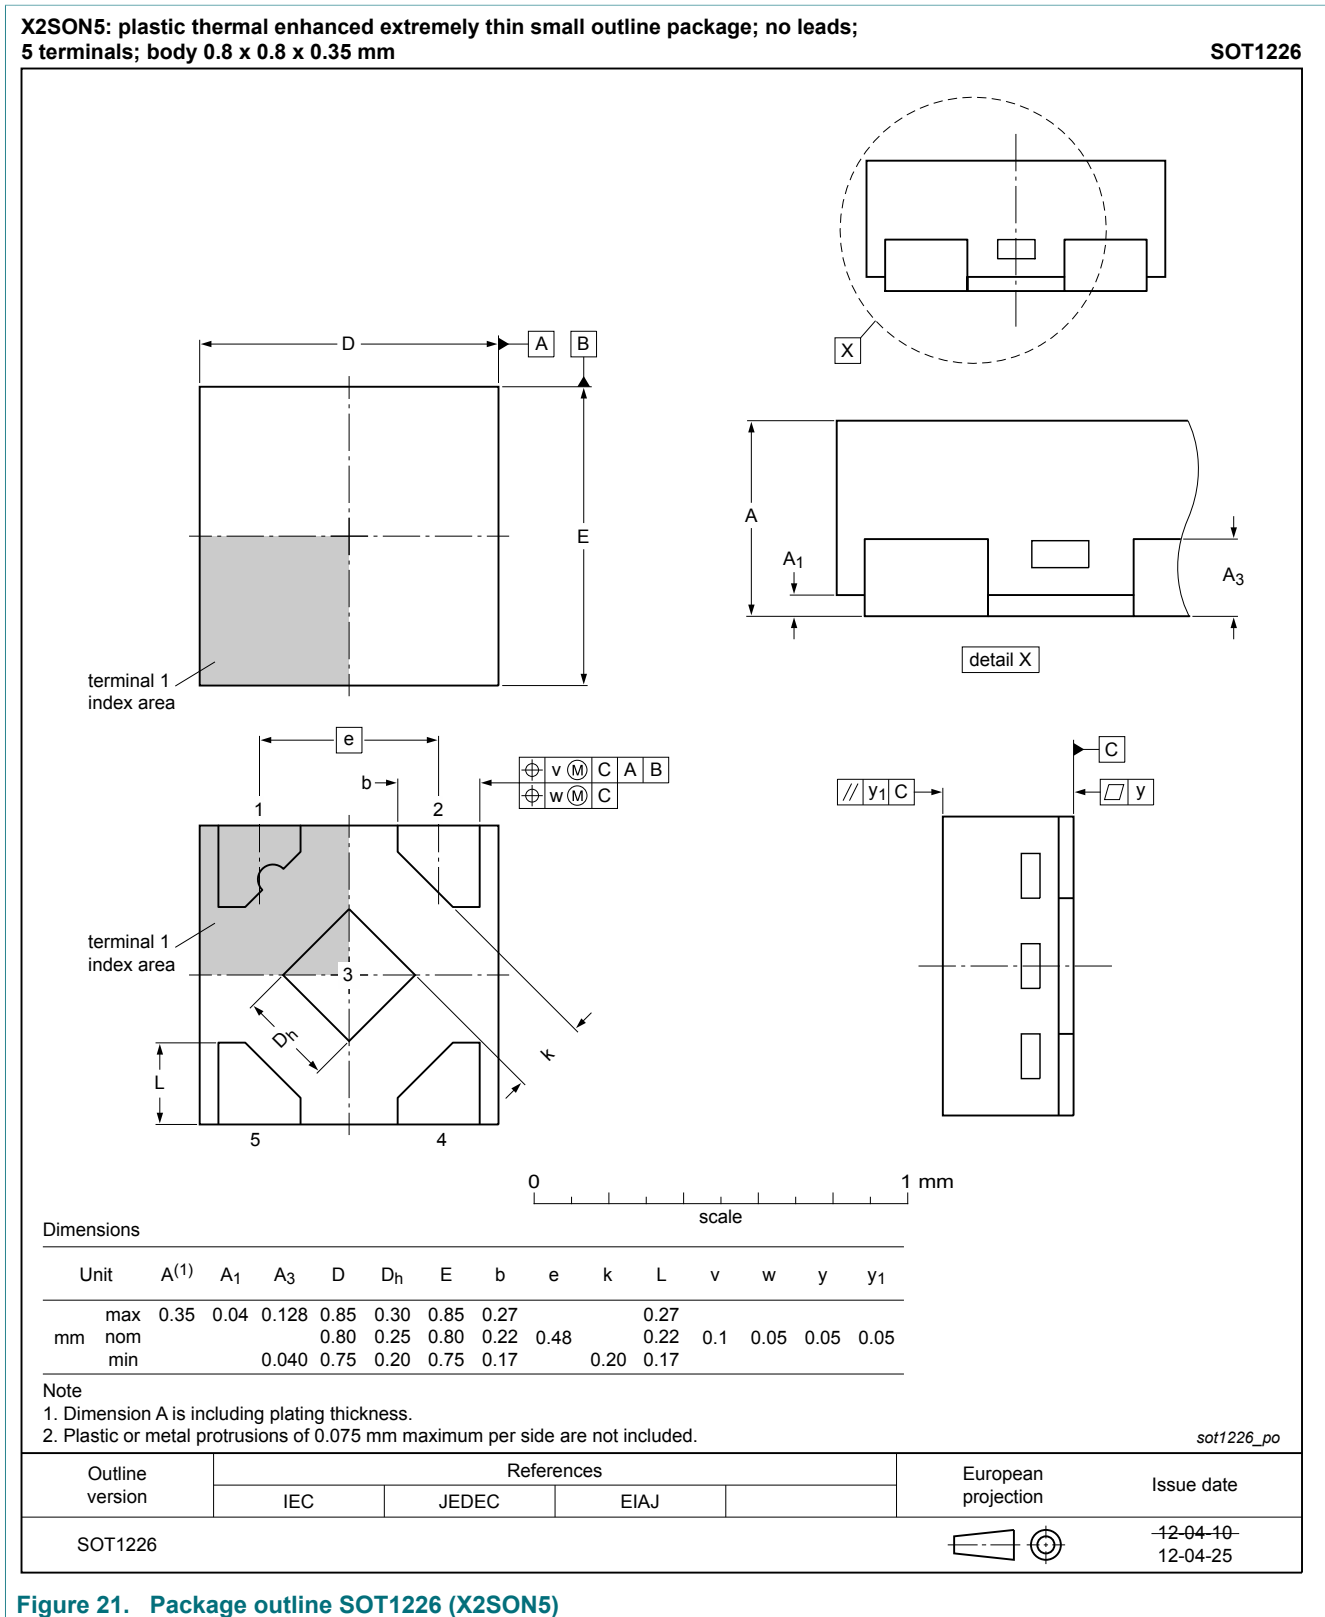 X2SON5: plastic thermal enhanced extremely thin small outline package; no leads;
5 terminals; body 0.8 x 0.8 x 0.35 mm SOT1226
X
D A B
E
terminal 1
index area
A
A1
A3
detail X
e
b
v M C A B
w M C
1 2
terminal 1
index area
3
Dh
k
L
5 4
C
// y1 C
y
0 1 mm
scale
Dimensions
Unit A(1) A1 A3 D Dh E b e k L v w y y1
max 0.35 0.04 0.128 0.85 0.30 0.85 0.27 0.27
mm nom 0.80 0.25 0.80 0.22 0.48 0.22 0.1 0.05 0.05 0.05
min 0.040 0.75 0.20 0.75 0.17 0.20 0.17
Note
1. Dimension A is including plating thickness.
2. Plastic or metal protrusions of 0.075 mm maximum per side are not included.
sot1226_po
Outline version References European projection Issue date
IEC JEDEC EIAJ
SOT1226 12-04-10
12-04-25
Figure 21. Package outline SOT1226 (X2SON5)